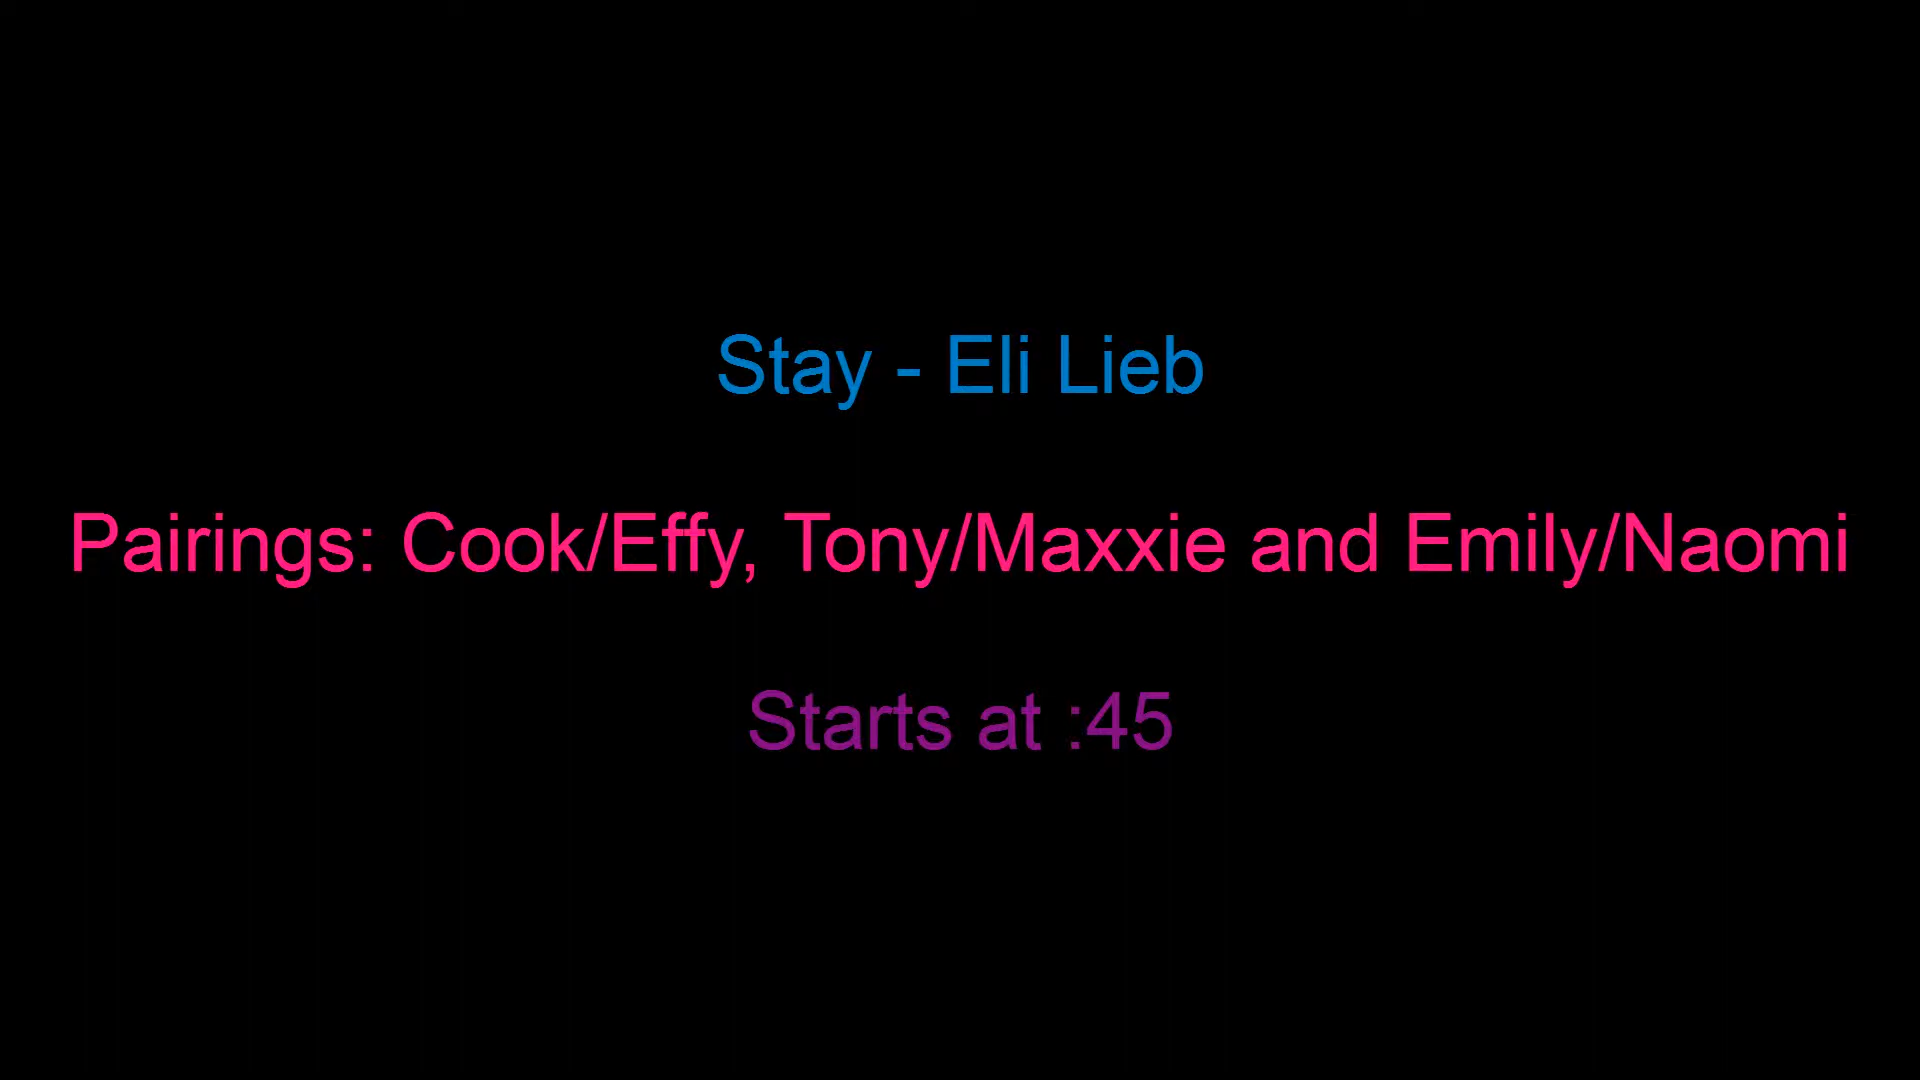 Stay - Eli Lieb
Pairings: Cook/Effy, Tony/Maxxie and Emily/Naomi
Starts at :45